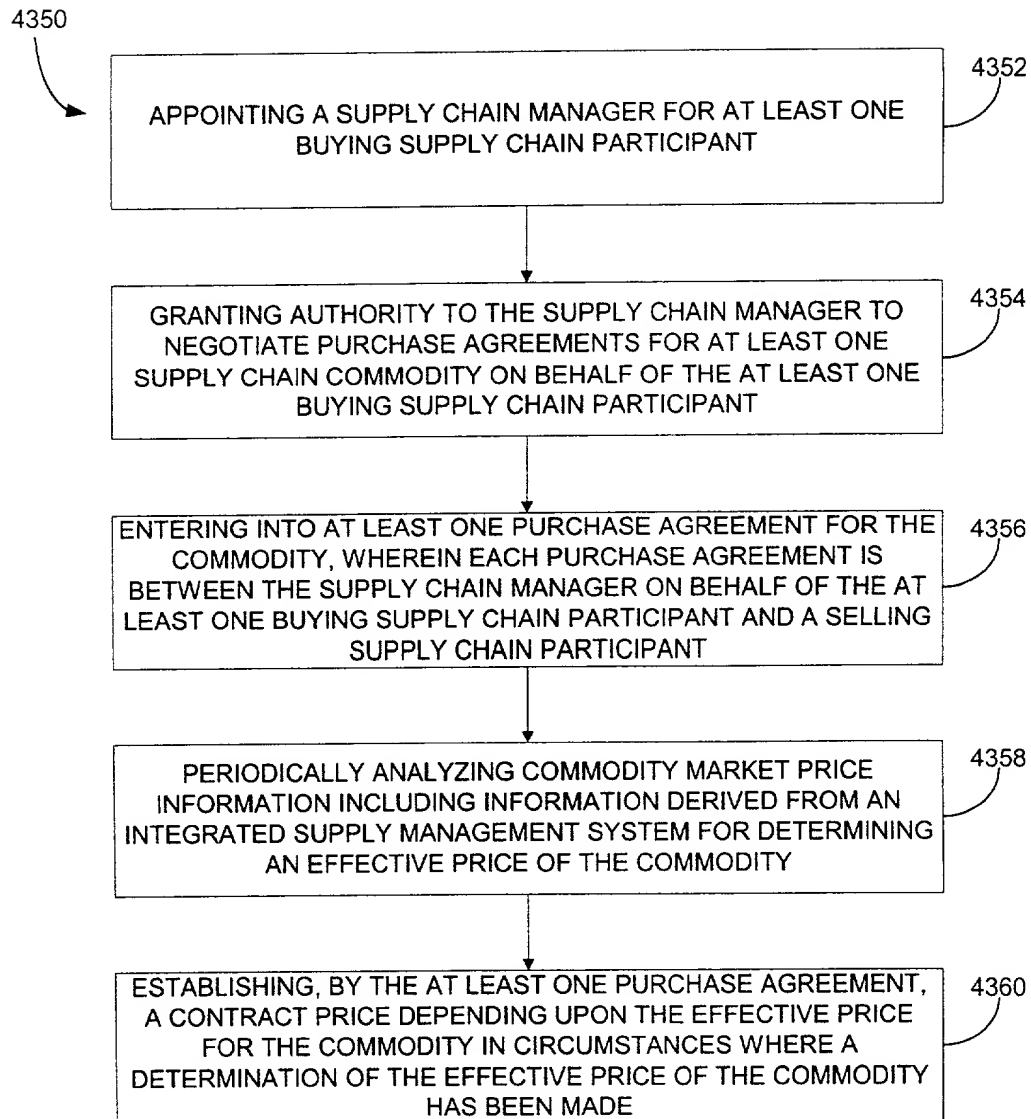 4350
APPOINTING A SUPPLY CHAIN MANAGER FOR AT LEAST ONE
BUYING SUPPLY CHAIN PARTICIPANT
4352
GRANTING AUTHORITY TO THE SUPPLY CHAIN MANAGER TO
NEGOTIATE PURCHASE AGREEMENTS FOR AT LEAST ONE
SUPPLY CHAIN COMMODITY ON BEHALF OF THE AT LEAST ONE
BUYING SUPPLY CHAIN PARTICIPANT
4354
ENTERING INTO AT LEAST ONE PURCHASE AGREEMENT FOR THE
COMMODITY, WHEREIN EACH PURCHASE AGREEMENT IS
BETWEEN THE SUPPLY CHAIN MANAGER ON BEHALF OF THE AT
LEAST ONE BUYING SUPPLY CHAIN PARTICIPANT AND A SELLING
SUPPLY CHAIN PARTICIPANT
4356
PERIODICALLY ANALYZING COMMODITY MARKET PRICE
INFORMATION INCLUDING INFORMATION DERIVED FROM AN
INTEGRATED SUPPLY MANAGEMENT SYSTEM FOR DETERMINING
AN EFFECTIVE PRICE OF THE COMMODITY
4358
ESTABLISHING, BY THE AT LEAST ONE PURCHASE AGREEMENT,
A CONTRACT PRICE DEPENDING UPON THE EFFECTIVE PRICE
FOR THE COMMODITY IN CIRCUMSTANCES WHERE A
DETERMINATION OF THE EFFECTIVE PRICE OF THE COMMODITY
HAS BEEN MADE
4360